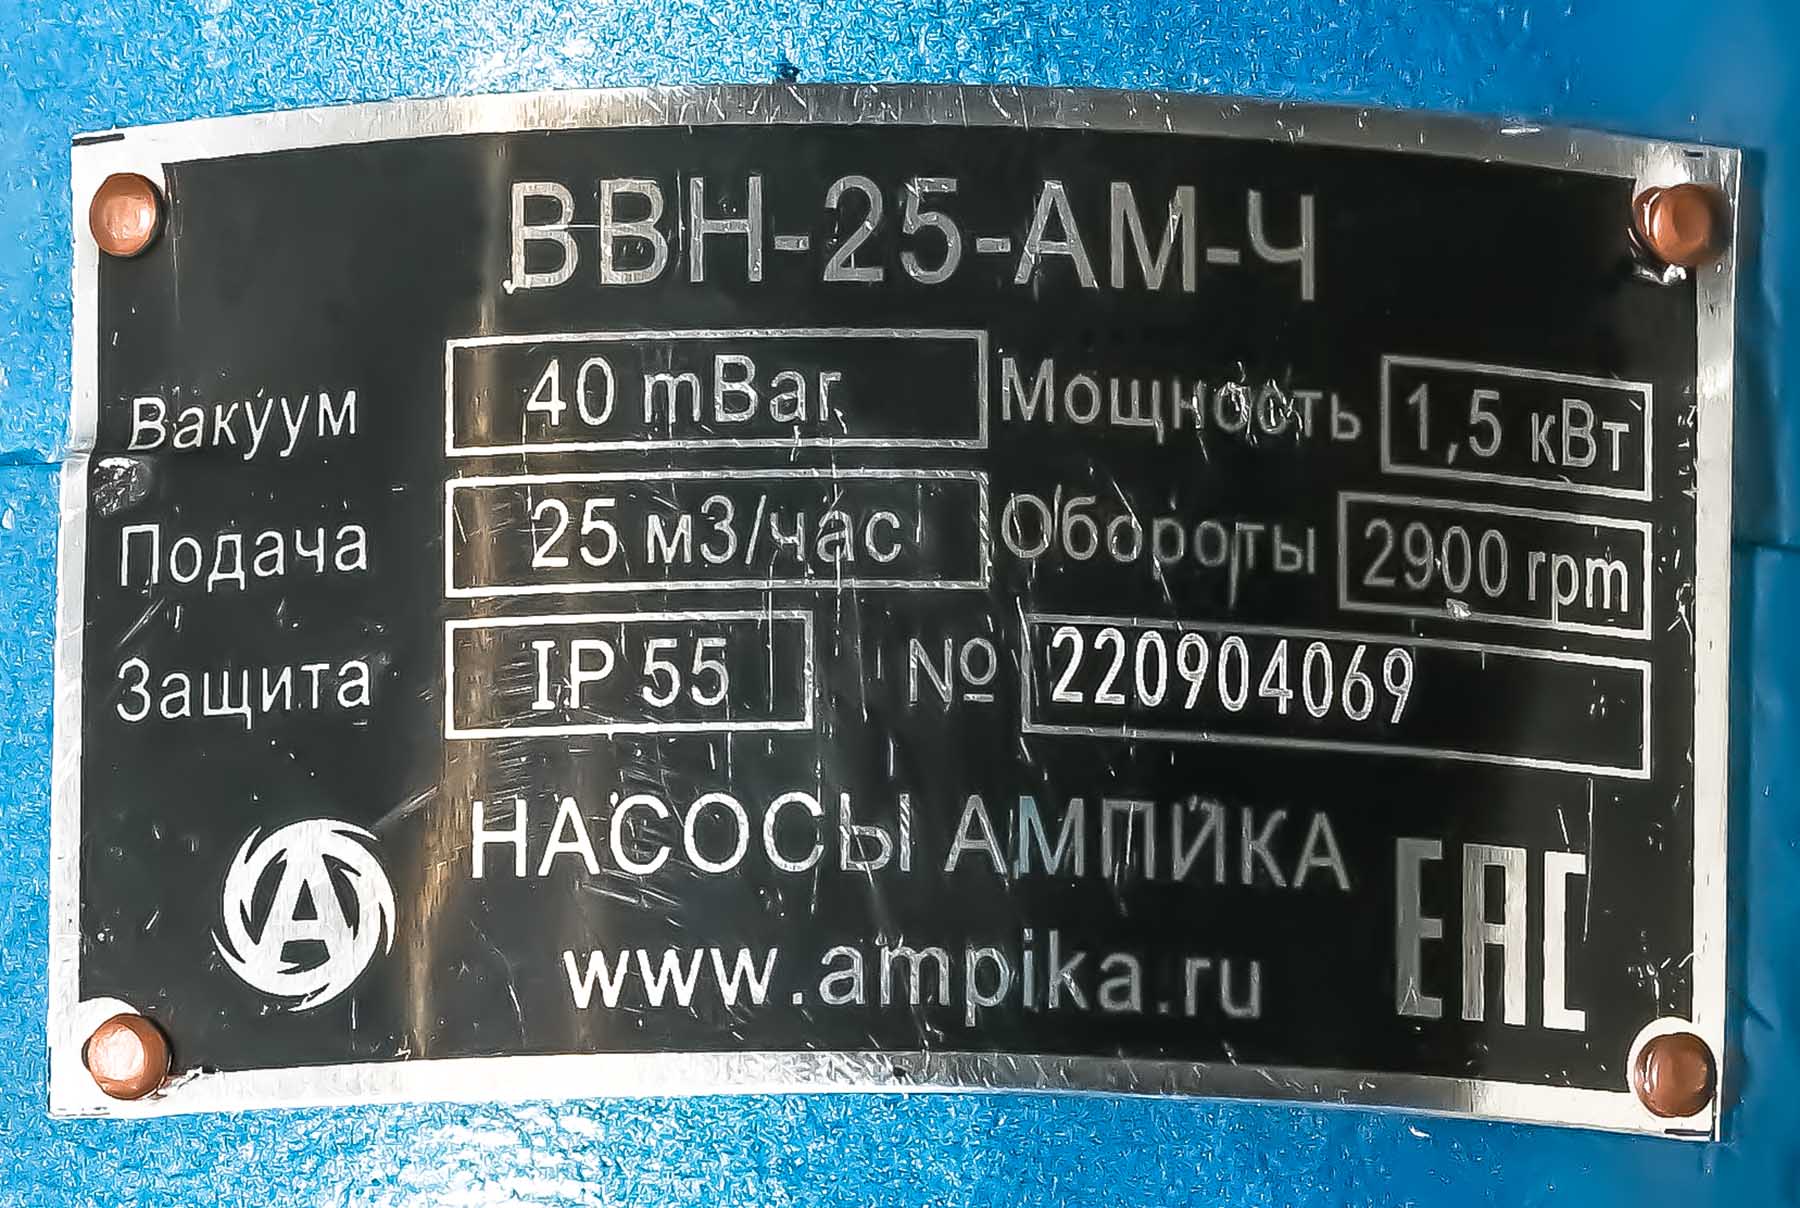 ВВН-25-АМ-Ч
Вакуум 40 mBar Мощность 1,5 кВт
Подача 25 м3/час Обороты 2900 rpm
Защита IP 55 № 220904069
НАСОСЫ АМПИКА
www.ampika.ru
EAC